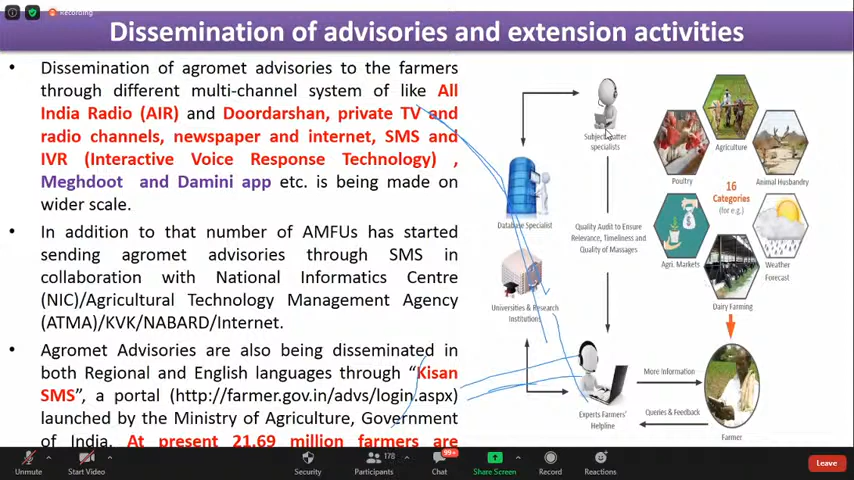 Recording
Dissemination of advisories and extension activities
• Dissemination of agromet advisories to the farmers
through different multi-channel system of like All
India Radio (AIR) and Doordarshan, private TV and
radio channels, newspaper and internet, SMS and
IVR (Interactive Voice Response Technology) ,
Meghdoot and Damini app etc. is being made on
wider scale.
• In addition to that number of AMFUs has started
sending agromet advisories through SMS in
collaboration with National Informatics Centre
(NIC)/Agricultural Technology Management Agency
(ATMA)/KVK/NABARD/Internet.
• Agromet Advisories are also being disseminated in
both Regional and English languages through “Kisan
SMS”, a portal (http://farmer.gov.in/advs/login.aspx)
launched by the Ministry of Agriculture, Government
of India. At present 21.69 million farmers are
Subject matter
specialists
Database Specialist
Quality Audit to Ensure
Relevance, Timeliness and
Quality of Massages
Universities & Research
Institutions
Experts Farmers'
Helpline
More Information
Queries & Feedback
Farmer
Agriculture
Poultry
Animal Husbandry
16
Categories
(for e.g.)
Agri. Markets
Weather
Forecast
Dairy Farming
Unmute
Start Video
Security
178
Participants
99+
Chat
Share Screen
Record
Reactions
Leave